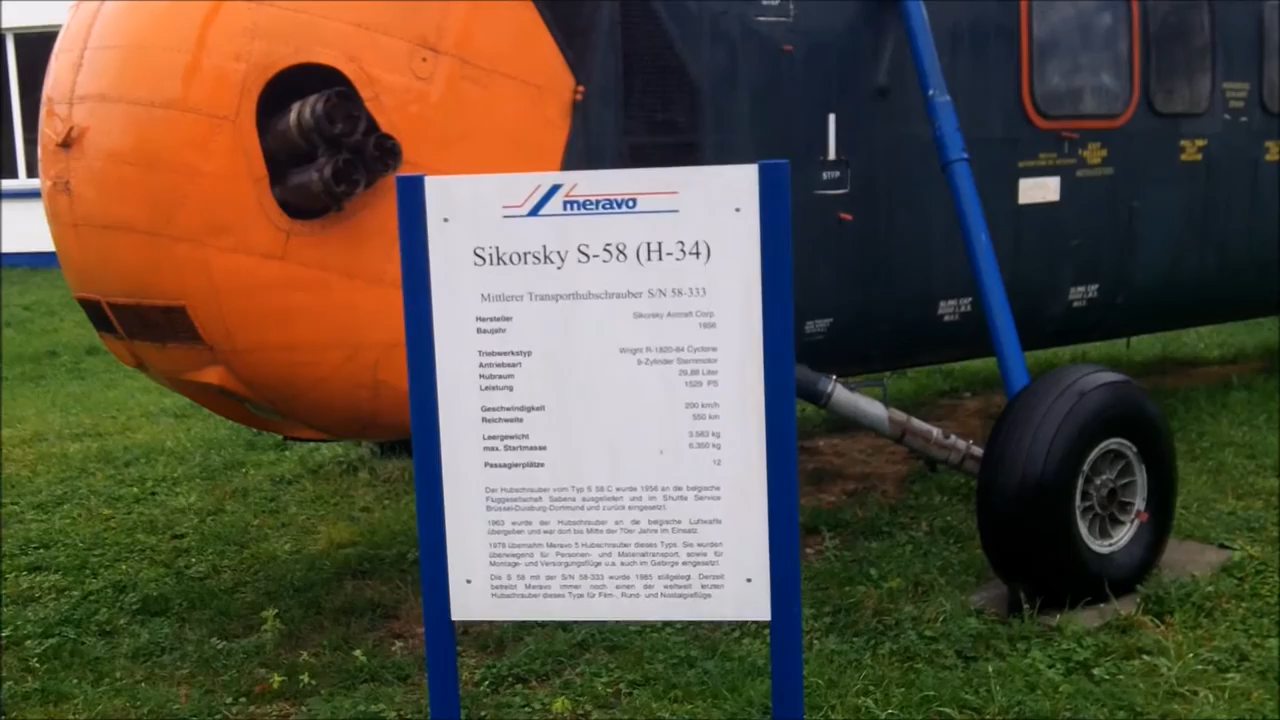 meravo
Sikorsky S-58 (H-34)
Mittlerer Transporthubschrauber S/N 58-333
Hersteller Sikorsky Aircraft Corp.
Baujahr 1956
Triebwerkstyp Wright R-1820-84 Cyclone
Antriebsart 9-Zylinder Sternmotor
Hubraum 29,88 Liter
Leistung 1529 PS
Geschwindigkeit 200 km/h
Reichweite 550 km
Leergewicht 3.583 kg
max. Startmasse 6.350 kg
Passagierplätze 12
Der Hubschrauber vom Typ S 58 C wurde 1956 an die belgische
Fluggesellschaft Sabena ausgeliefert und im Shuttle Service
Brüssel-Duisburg-Dortmund und zurück eingesetzt.
1963 wurde der Hubschrauber an die belgische Luftwaffe
übergeben und war dort bis Mitte der 70er Jahre im Einsatz.
1978 übernahm Meravo 5 Hubschrauber dieses Typs. Sie wurden
überwiegend für Personen- und Materialtransport, sowie für
Montage- und Versorgungsflüge u.a. auch im Gebirge eingesetzt.
Die S 58 mit der S/N 58-333 wurde 1985 stillgelegt. Derzeit
betreibt Meravo immer noch einen der weltweit letzten
Hubschrauber dieses Type für Film-, Rund- und Nostalgieflüge.
STEP
STEP